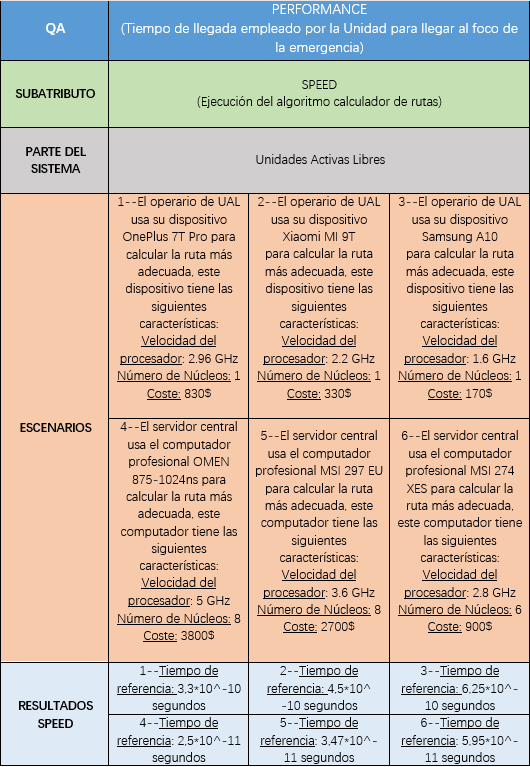 QA
PERFORMANCE
(Tiempo de llegada empleado por la Unidad para llegar al foco de
la emergencia)
SUBATRIBUTO
SPEED
(Ejecución del algoritmo calculador de rutas)
PARTE DEL
SISTEMA
Unidades Activas Libres
ESCENARIOS
1--El operario de UAL
usa su dispositivo
OnePlus 7T Pro para
calcular la ruta más
adecuada, este
dispositivo tiene las
siguientes
características:
Velocidad del
procesador: 2.96 GHz
Número de Núcleos: 1
Coste: 830$
2--El operario de UAL
usa su dispositivo
Xiaomi MI 9T
para calcular la ruta
más adecuada, este
dispositivo tiene las
siguientes
características:
Velocidad del
procesador: 2.2 GHz
Número de Núcleos: 1
Coste: 330$
3--El operario de UAL
usa su dispositivo
Samsung A10
para calcular la ruta
más adecuada, este
dispositivo tiene las
siguientes
características:
Velocidad del
procesador: 1.6 GHz
Número de Núcleos: 1
Coste: 170$
4--El servidor central
usa el computador
profesional OMEN
875-1024ns para
calcular la ruta más
adecuada, este
computador tiene las
siguientes
características:
Velocidad del
procesador: 5 GHz
Número de Núcleos: 8
Coste: 3800$
5--El servidor central
usa el computador
profesional MSI 297 EU
para calcular la ruta
más adecuada, este
computador tiene las
siguientes
características:
Velocidad del
procesador: 3.6 GHz
Número de Núcleos: 8
Coste: 2700$
6--El servidor central
usa el computador
profesional MSI 274
XES para calcular la
ruta más adecuada,
este computador tiene
las siguientes
características:
Velocidad del
procesador: 2.8 GHz
Número de Núcleos: 6
Coste: 900$
RESULTADOS
SPEED
1--Tiempo de
referencia: 3,3*10^-10
segundos
2--Tiempo de
referencia: 4,5*10^
-10 segundos
3--Tiempo de
referencia: 6,25*10^-
10 segundos
4--Tiempo de
referencia: 2,5*10^-11
segundos
5--Tiempo de
referencia: 3,47*10^-
11 segundos
6--Tiempo de
referencia: 5,95*10^-
11 segundos